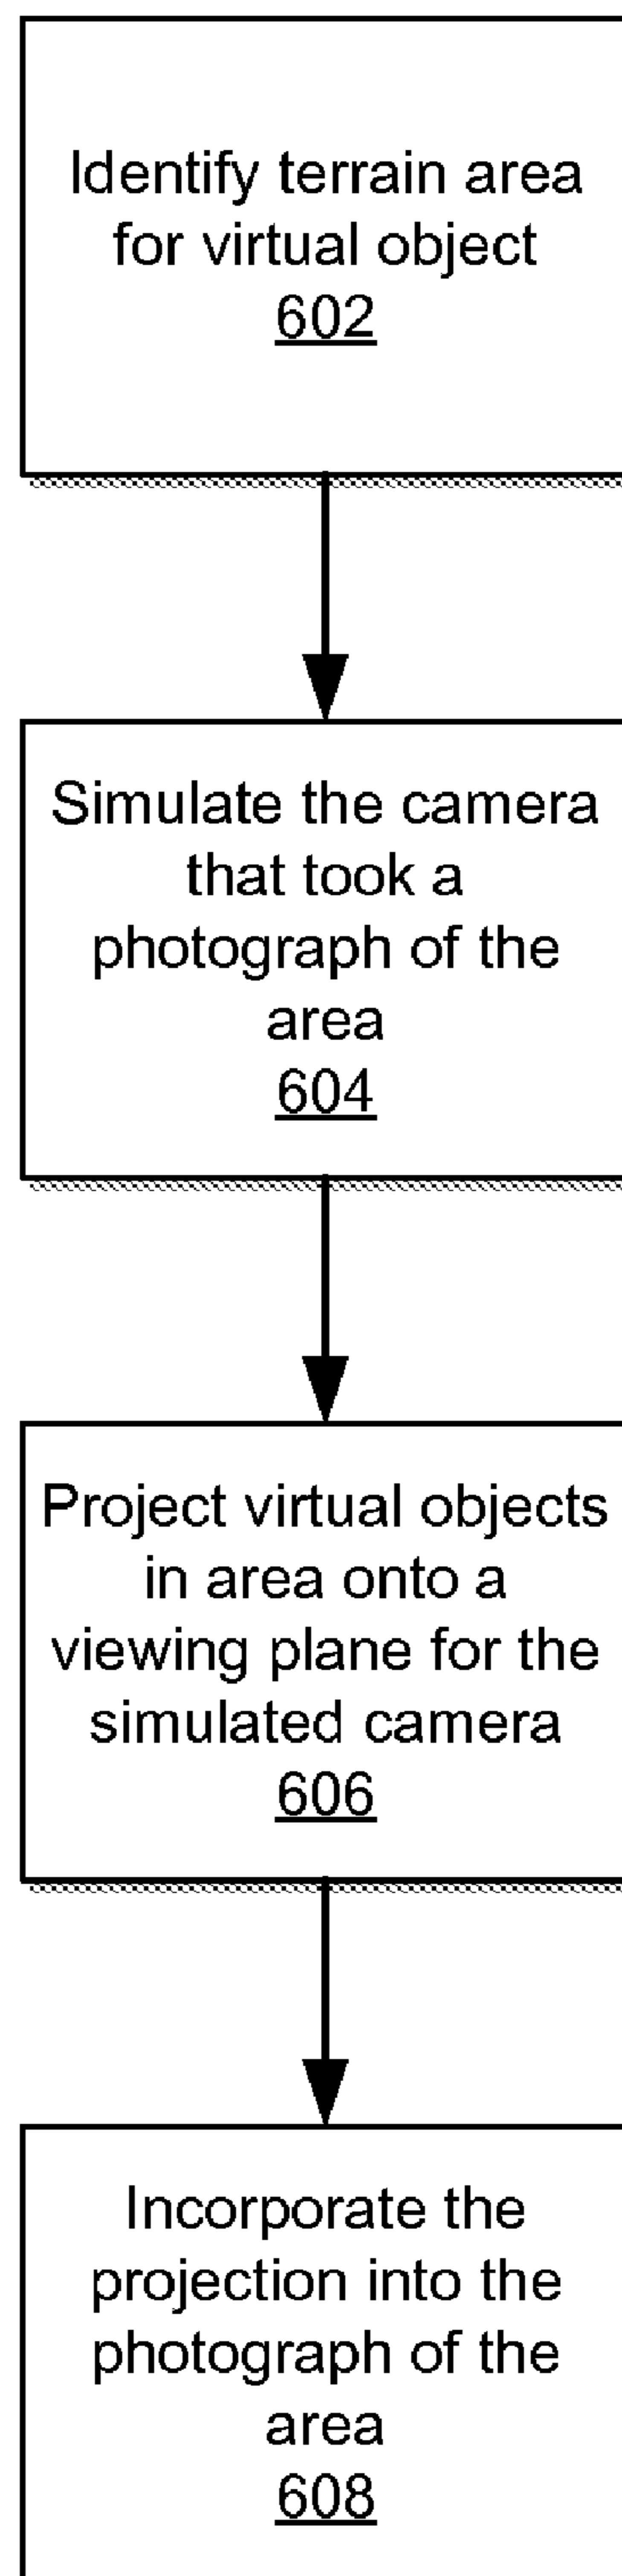 Identify terrain area
for virtual object
602
Simulate the camera
that took a
photograph of the
area
604
Project virtual objects
in area onto a
viewing plane for the
simulated camera
606
Incorporate the
projection into the
photograph of the
area
608